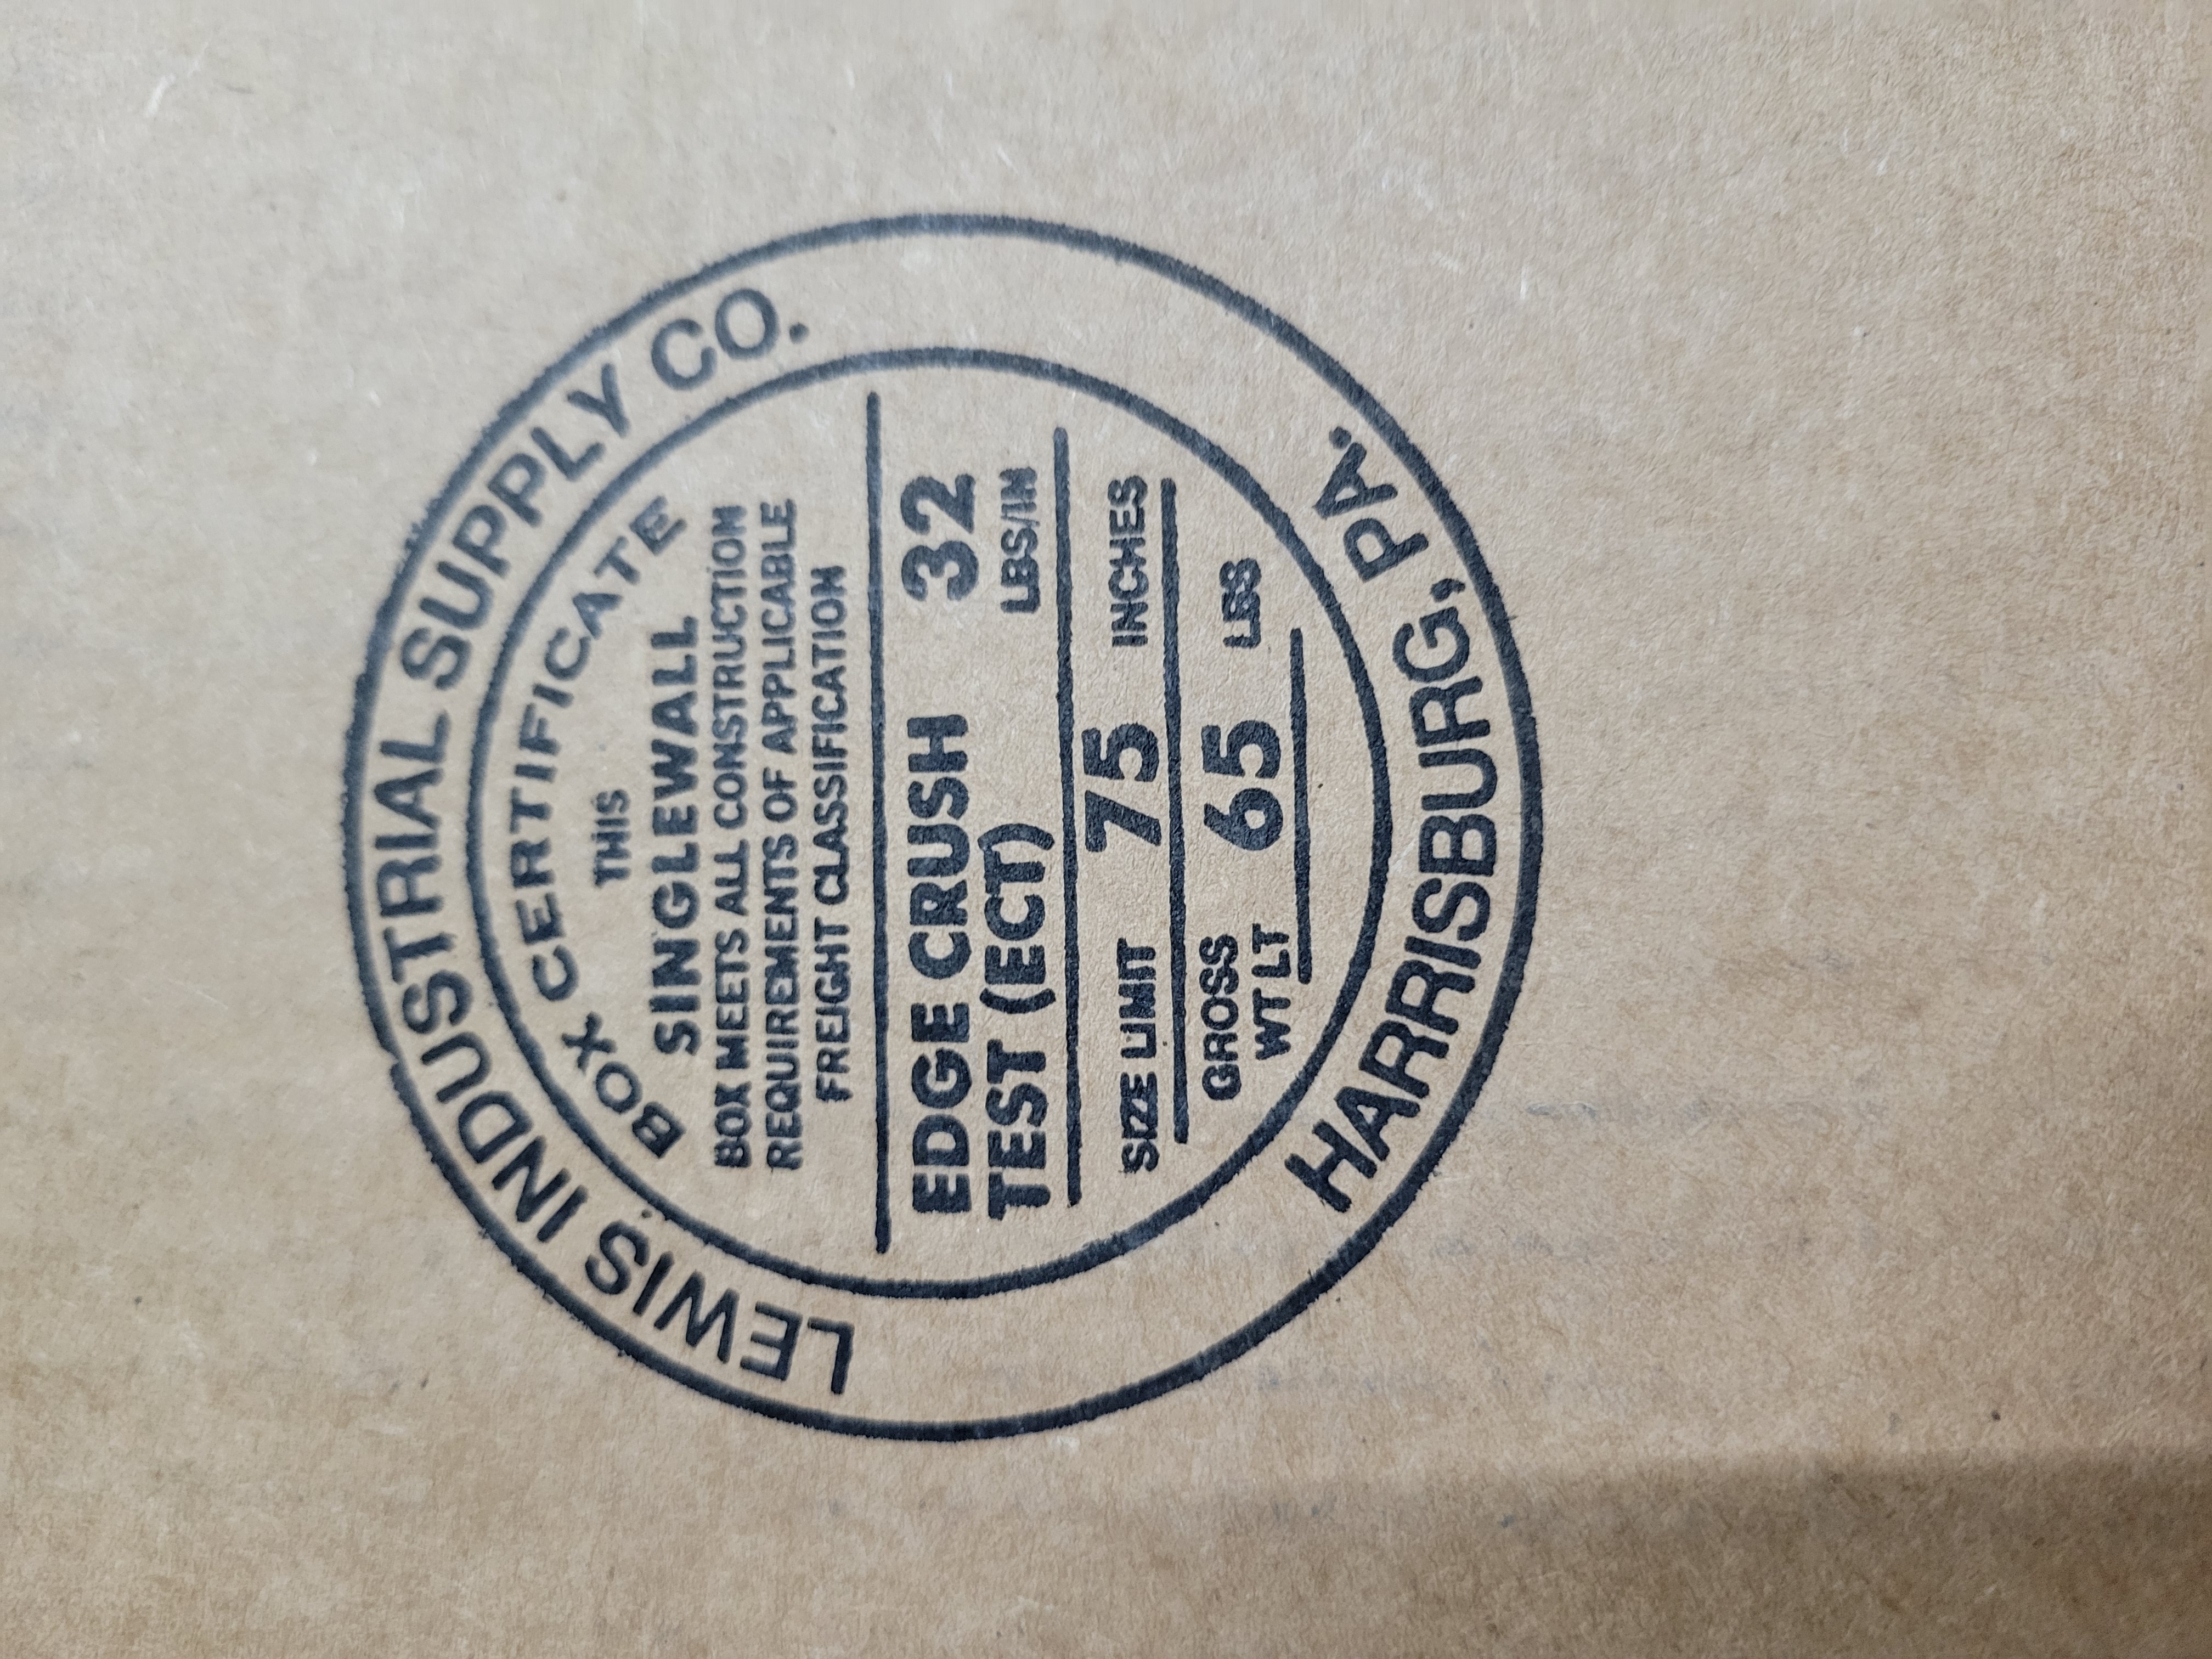 LEWIS INDUSTRIAL SUPPLY CO.
BOX CERTIFICATE
THIS
SINGLEWALL
BOX MEETS ALL CONSTRUCTION
REQUIREMENTS OF APPLICABLE
FREIGHT CLASSIFICATION
EDGE CRUSH 32
TEST (ECT) LBS/IN
SIZE LIMIT 75 INCHES
GROSS 65 LBS
WT LT
HARRISBURG, PA.